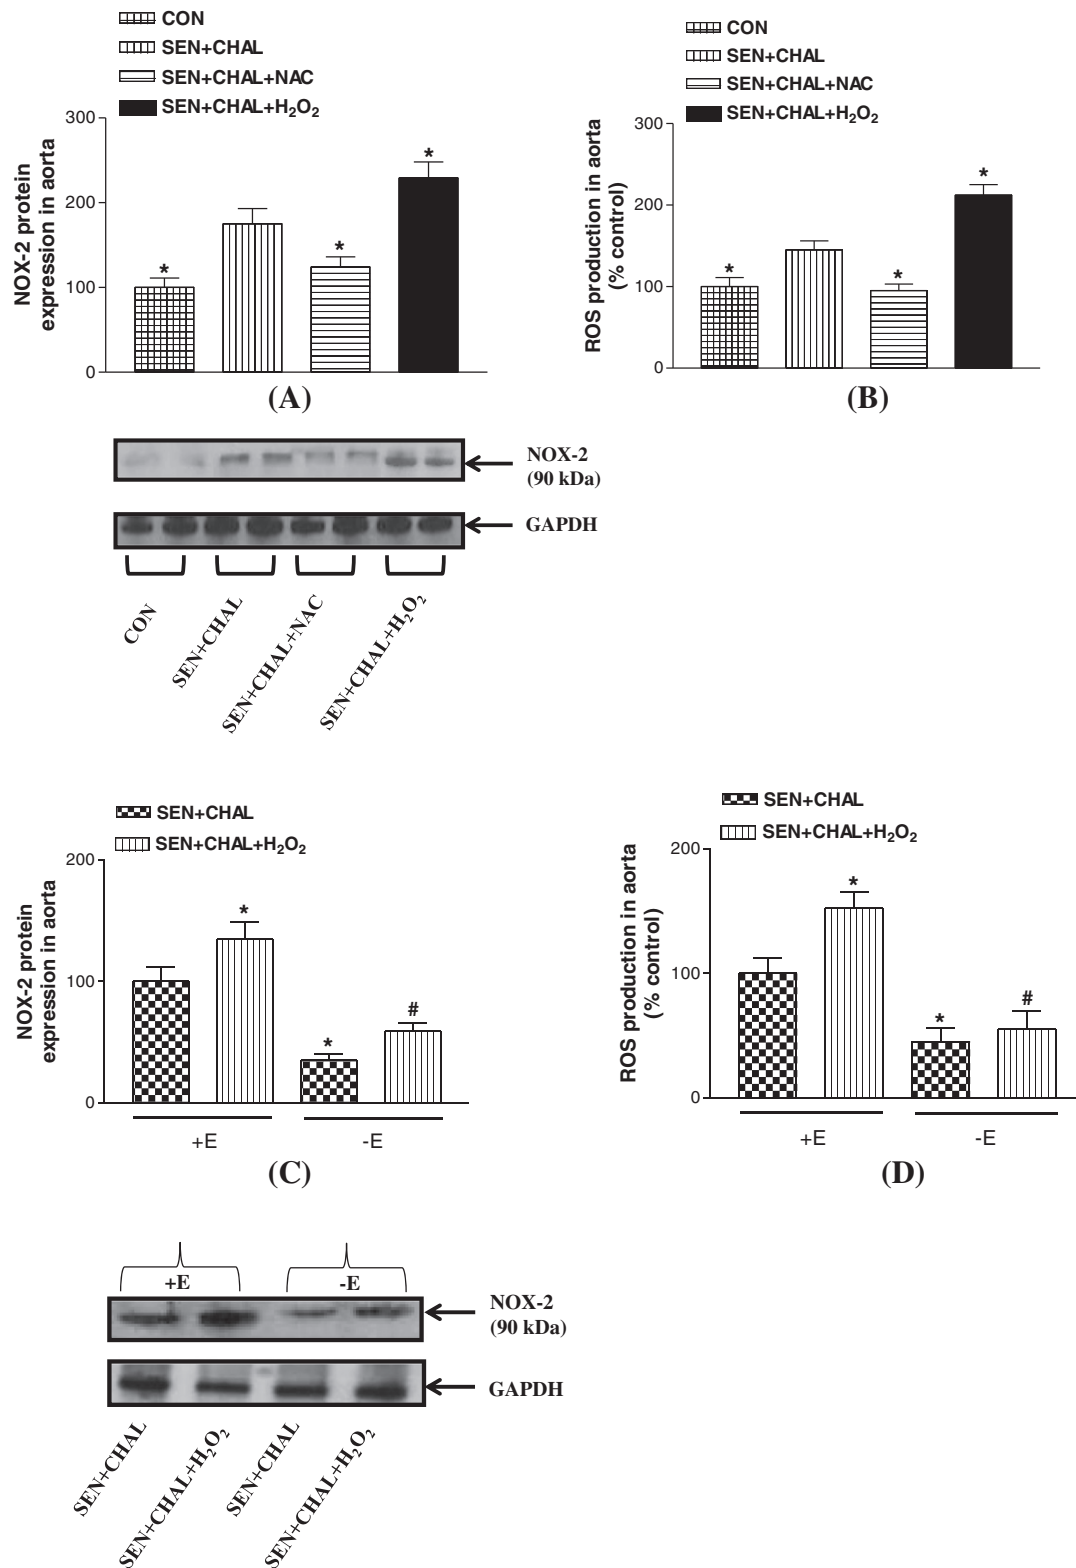 CON
SEN+CHAL
SEN+CHAL+NAC
SEN+CHAL+H₂O₂
NOX-2 protein
expression in aorta
300
200
100
0
*
*
*
(A)
CON
SEN+CHAL
SEN+CHAL+NAC
SEN+CHAL+H₂O₂
ROS production in aorta
(% control)
300
200
100
0
*
*
*
(B)
NOX-2
(90 kDa)
GAPDH
CON
SEN+CHAL
SEN+CHAL+NAC
SEN+CHAL+H₂O₂
SEN+CHAL
SEN+CHAL+H₂O₂
NOX-2 protein
expression in aorta
200
100
0
*
*
#
+E
-E
(C)
SEN+CHAL
SEN+CHAL+H₂O₂
ROS production in aorta
(% control)
200
100
0
*
*
#
+E
-E
(D)
+E
-E
NOX-2
(90 kDa)
GAPDH
SEN+CHAL
SEN+CHAL+H₂O₂
SEN+CHAL
SEN+CHAL+H₂O₂